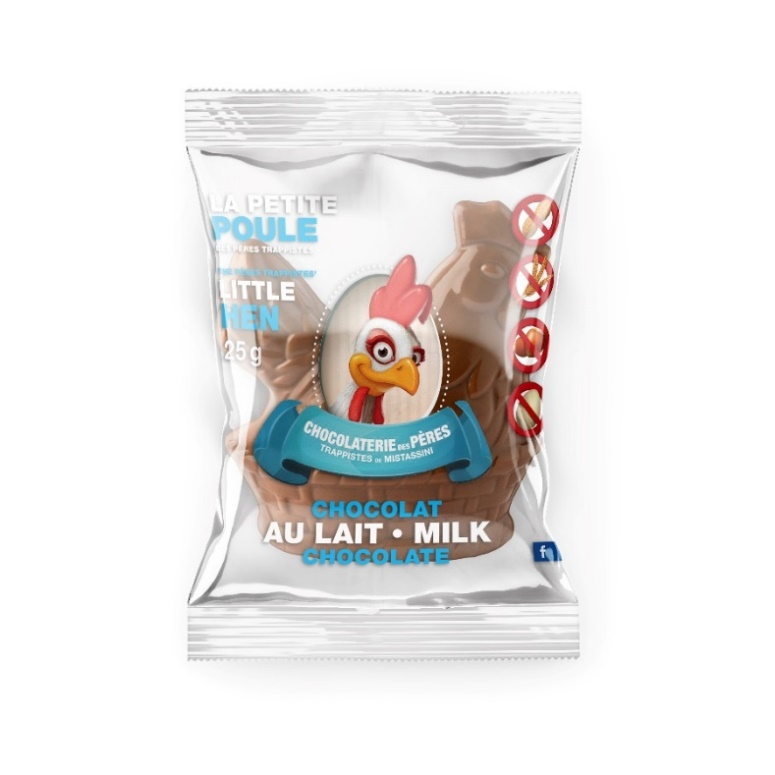 LA PETITE
POULE
DES PÈRES TRAPPISTES
THE PÈRES TRAPPISTES'
LITTLE
HEN
25 g
CHOCOLATERIE DES PÈRES
TRAPPISTES DE MISTASSINI
CHOCOLAT
AU LAIT • MILK
CHOCOLATE
f